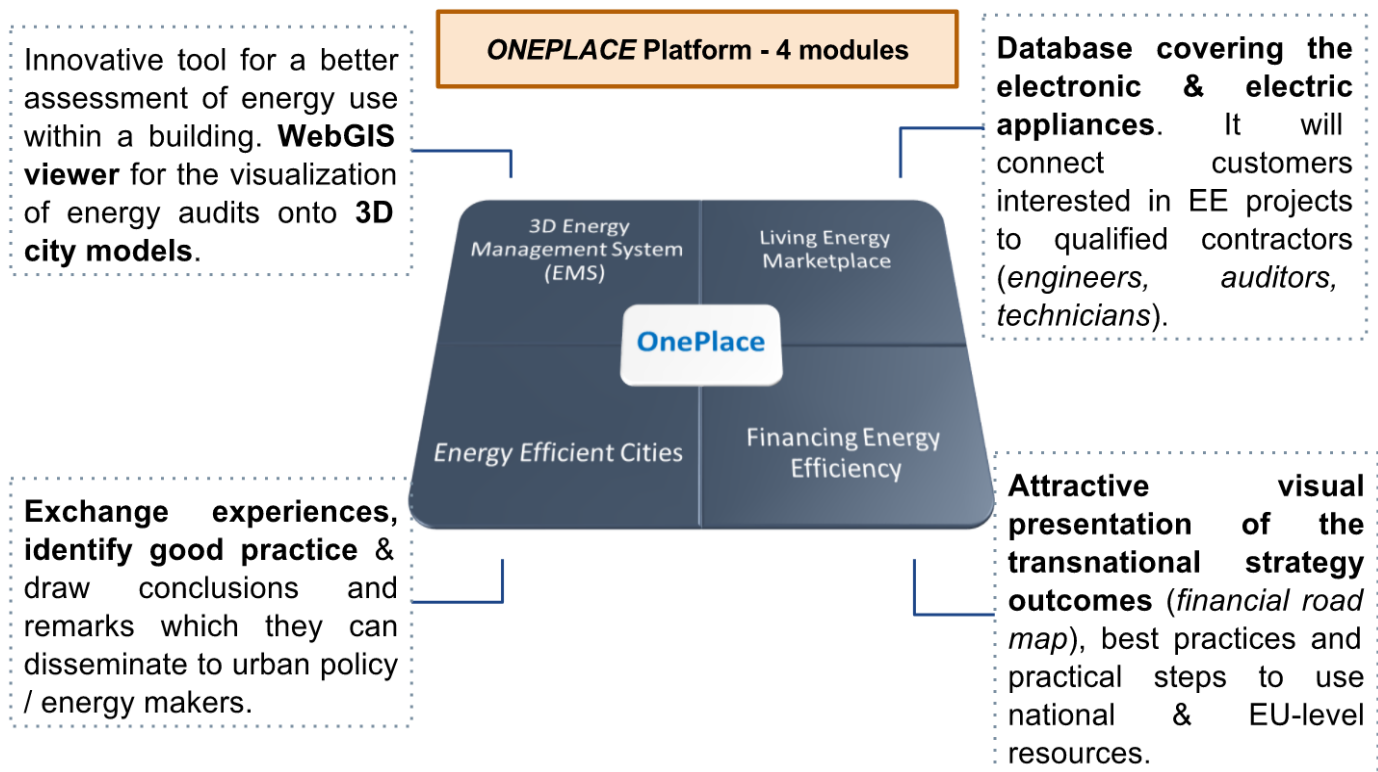 ONEPLACE Platform - 4 modules
Innovative tool for a better
assessment of energy use
within a building. WebGIS
viewer for the visualization
of energy audits onto 3D
city models.
Database covering the
electronic & electric
appliances. It will
connect customers
interested in EE projects
to qualified contractors
(engineers, auditors,
technicians).
3D Energy
Management System
(EMS)
Living Energy
Marketplace
OnePlace
Energy Efficient Cities
Financing Energy
Efficiency
Exchange experiences,
identify good practice &
draw conclusions and
remarks which they can
disseminate to urban policy
/ energy makers.
Attractive visual
presentation of the
transnational strategy
outcomes (financial road
map), best practices and
practical steps to use
national & EU-level
resources.